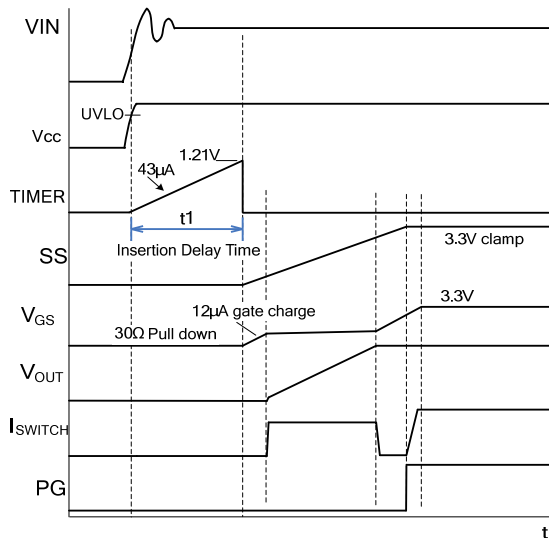 VIN
UVLO
Vcc
1.21V
43µA
TIMER
t1
Insertion Delay Time
SS
3.3V clamp
VGS
12µA gate charge
3.3V
30Ω Pull down
VOUT
ISWITCH
PG
t